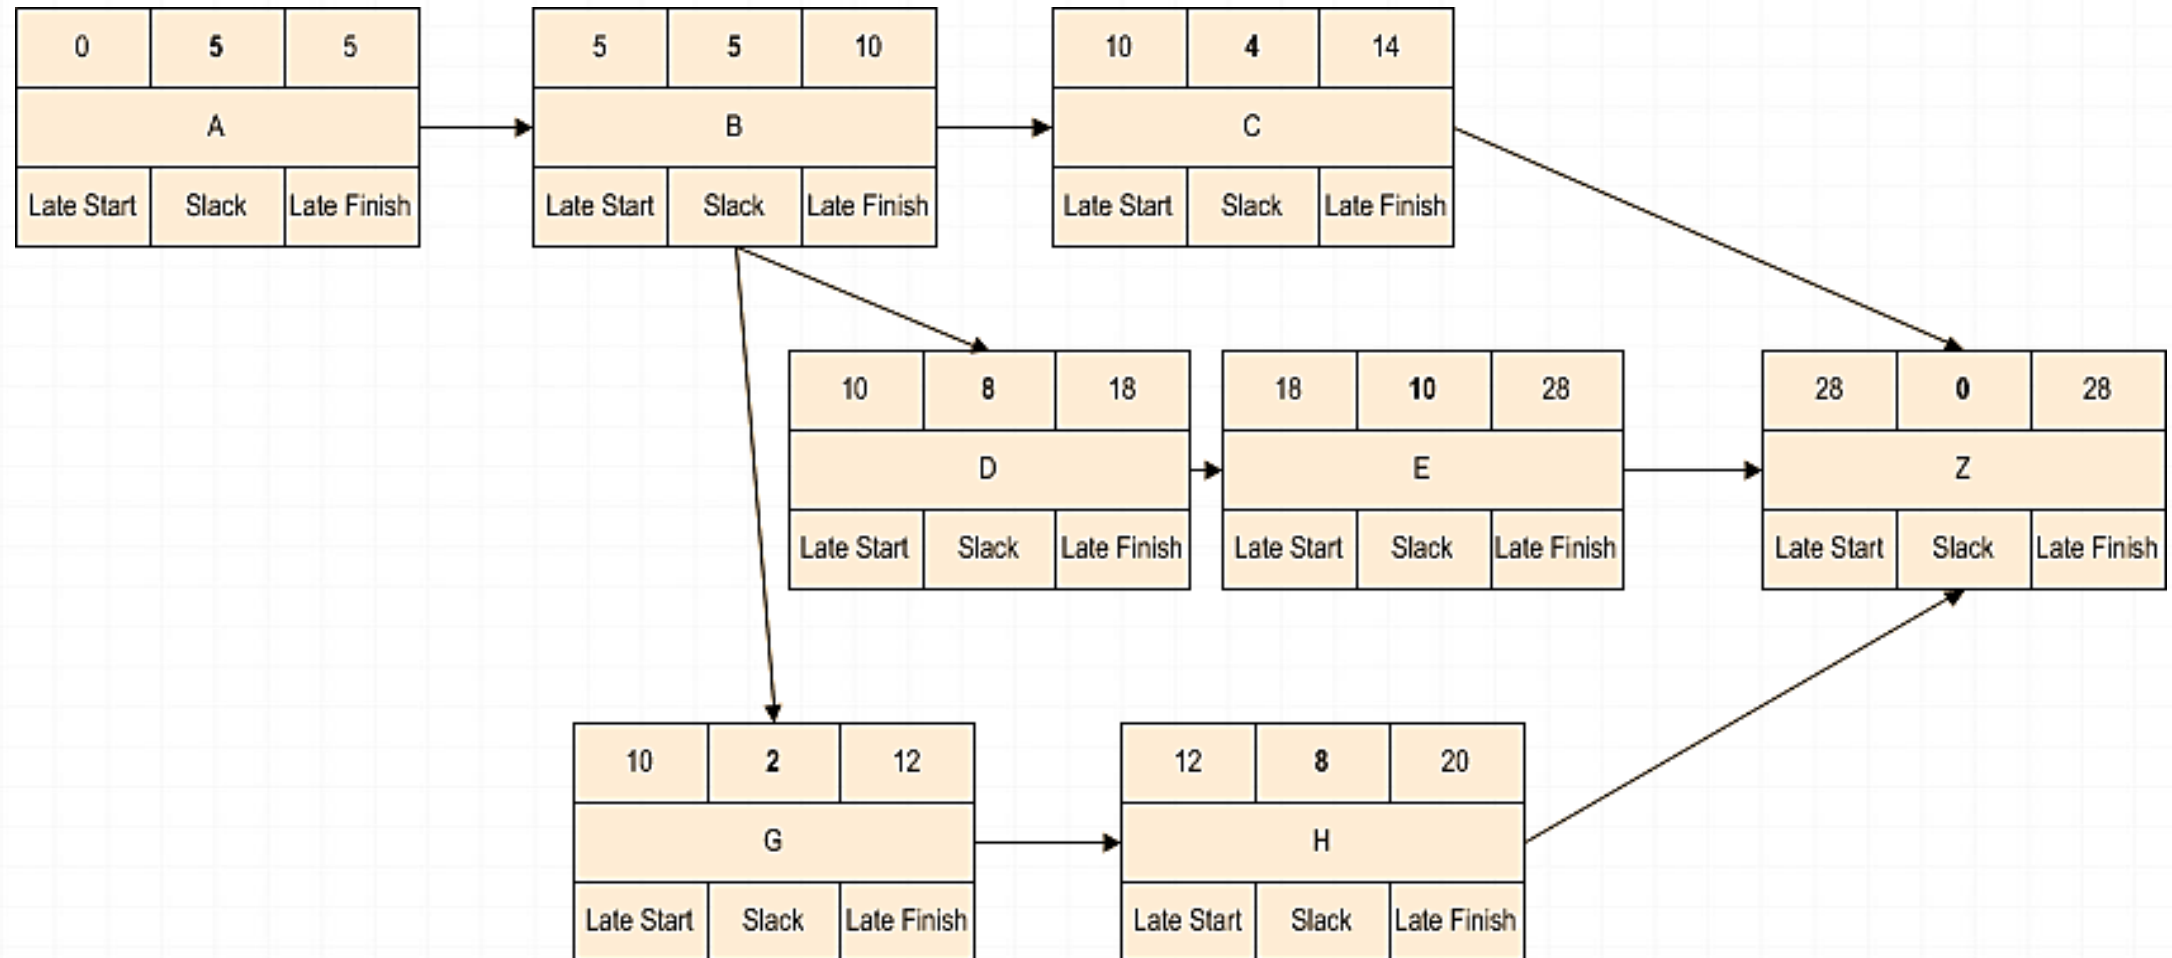 0 5 5 5 5 10 10 4 14
A B C
Late Start Slack Late Finish Late Start Slack Late Finish Late Start Slack Late Finish
10 8 18 18 10 28 28 0 28
D E Z
Late Start Slack Late Finish Late Start Slack Late Finish Late Start Slack Late Finish
10 2 12 12 8 20
G H
Late Start Slack Late Finish Late Start Slack Late Finish